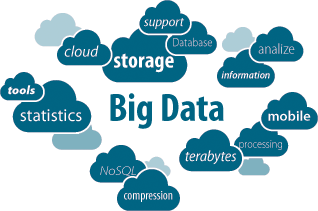 support
Database
cloud
storage
analize
information
tools
statistics
Big Data
mobile
processing
terabytes
NoSQL
compression